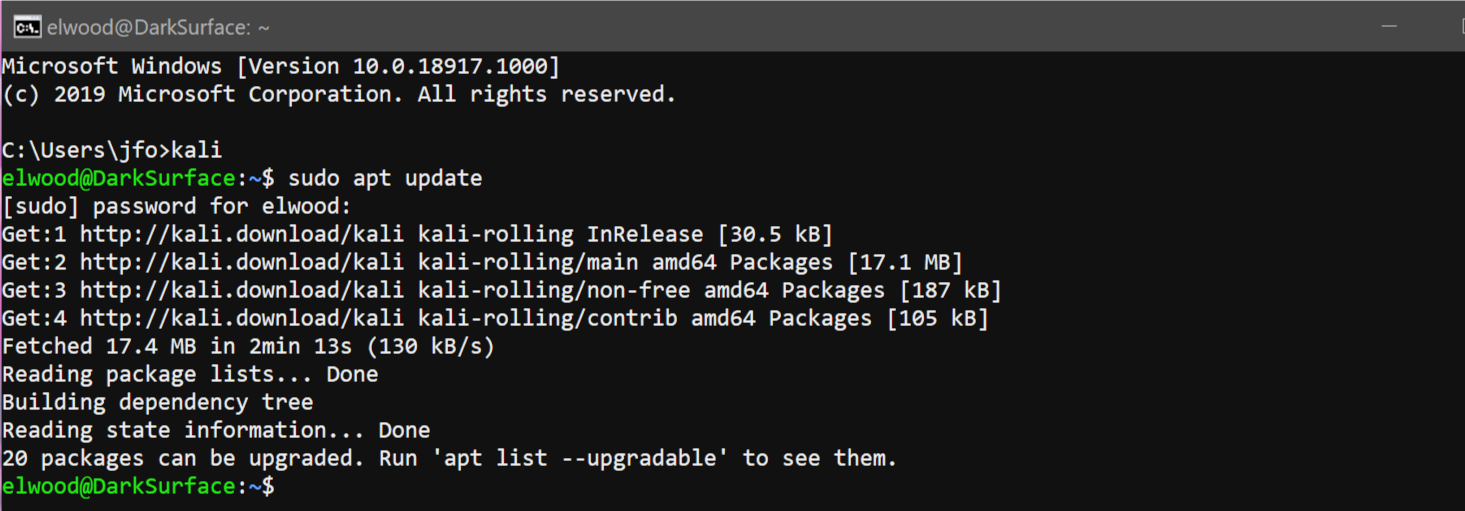 elwood@DarkSurface: ~
Microsoft Windows [Version 10.0.18917.1000]
(c) 2019 Microsoft Corporation. All rights reserved.
C:\Users\jfo>kali
elwood@DarkSurface:~$ sudo apt update
[sudo] password for elwood:
Get:1 http://kali.download/kali kali-rolling InRelease [30.5 kB]
Get:2 http://kali.download/kali kali-rolling/main amd64 Packages [17.1 MB]
Get:3 http://kali.download/kali kali-rolling/non-free amd64 Packages [187 kB]
Get:4 http://kali.download/kali kali-rolling/contrib amd64 Packages [105 kB]
Fetched 17.4 MB in 2min 13s (130 kB/s)
Reading package lists... Done
Building dependency tree
Reading state information... Done
20 packages can be upgraded. Run 'apt list --upgradable' to see them.
elwood@DarkSurface:~$